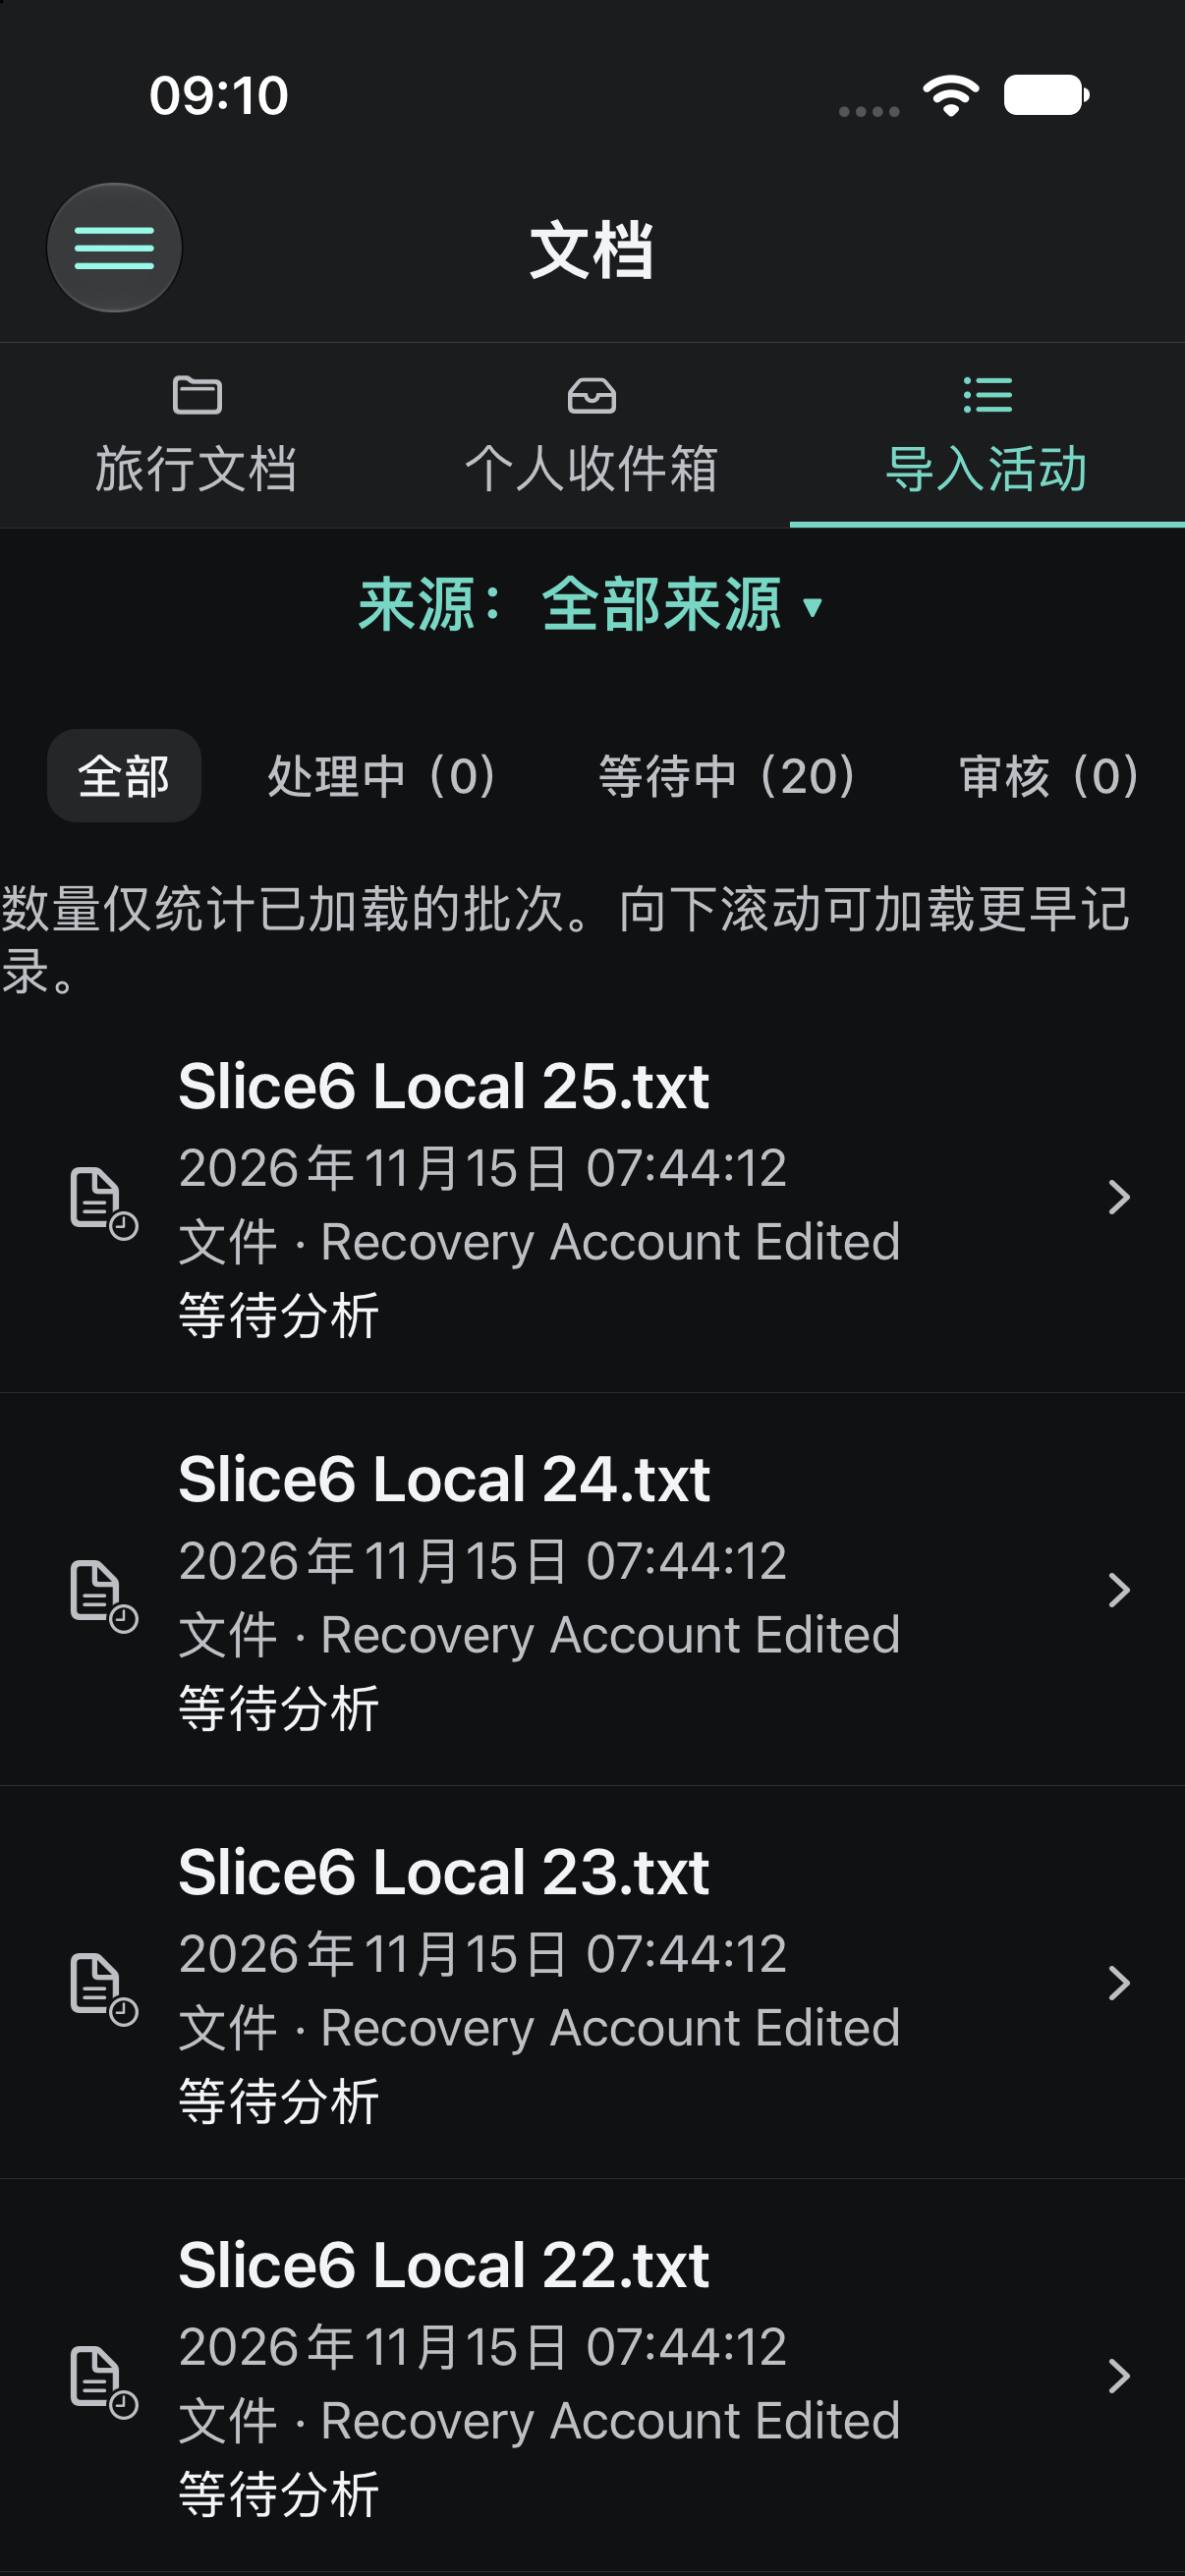 09:10
文档
旅行文档
个人收件箱
导入活动
来源：全部来源 ▾
全部
处理中（0）
等待中（20）
审核（0）
数量仅统计已加载的批次。向下滚动可加载更早记
录。
Slice6 Local 25.txt
2026年11月15日 07:44:12
文件 · Recovery Account Edited
等待分析
Slice6 Local 24.txt
2026年11月15日 07:44:12
文件 · Recovery Account Edited
等待分析
Slice6 Local 23.txt
2026年11月15日 07:44:12
文件 · Recovery Account Edited
等待分析
Slice6 Local 22.txt
2026年11月15日 07:44:12
文件 · Recovery Account Edited
等待分析